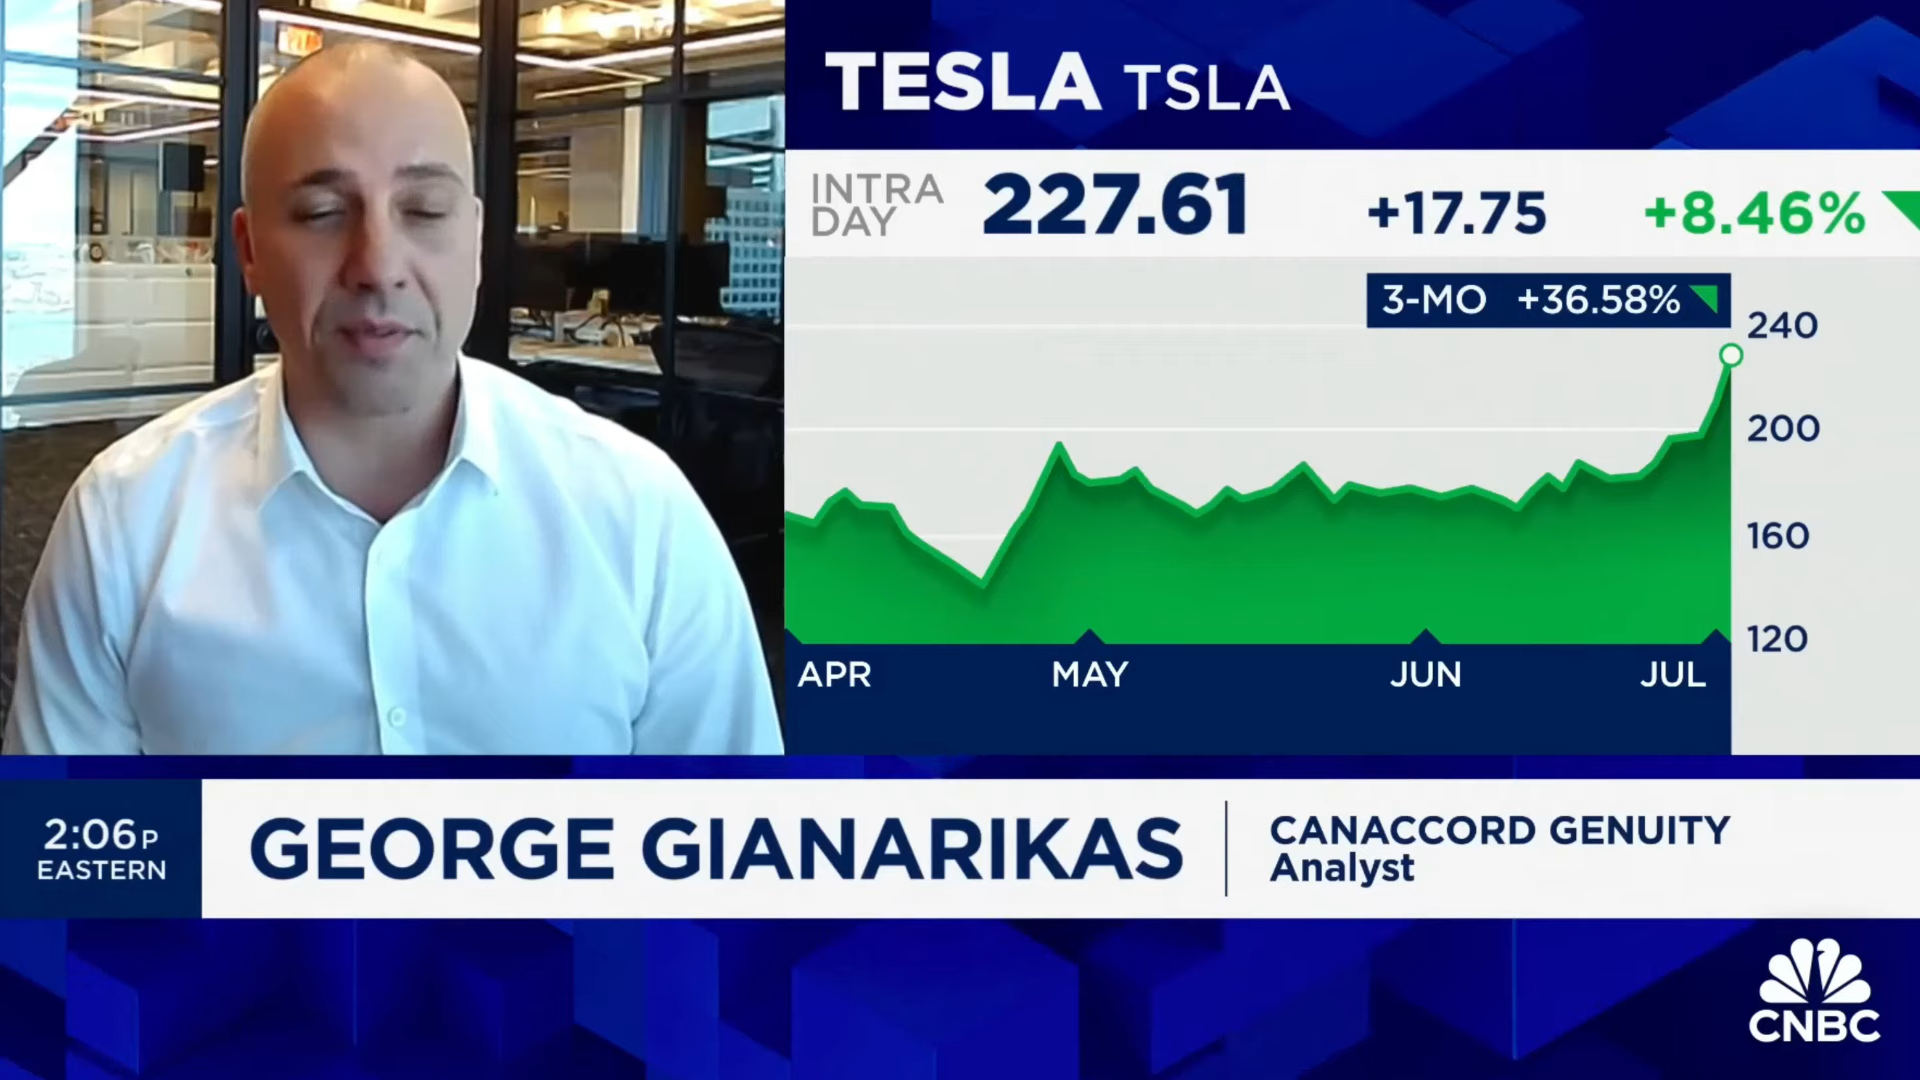 TESLA TSLA
INTRA DAY 227.61 +17.75 +8.46%
3-MO +36.58%
240
200
160
120
APR MAY JUN JUL
2:06P
EASTERN
GEORGE GIANARIKAS
CANACCORD GENUITY
Analyst
CNBC